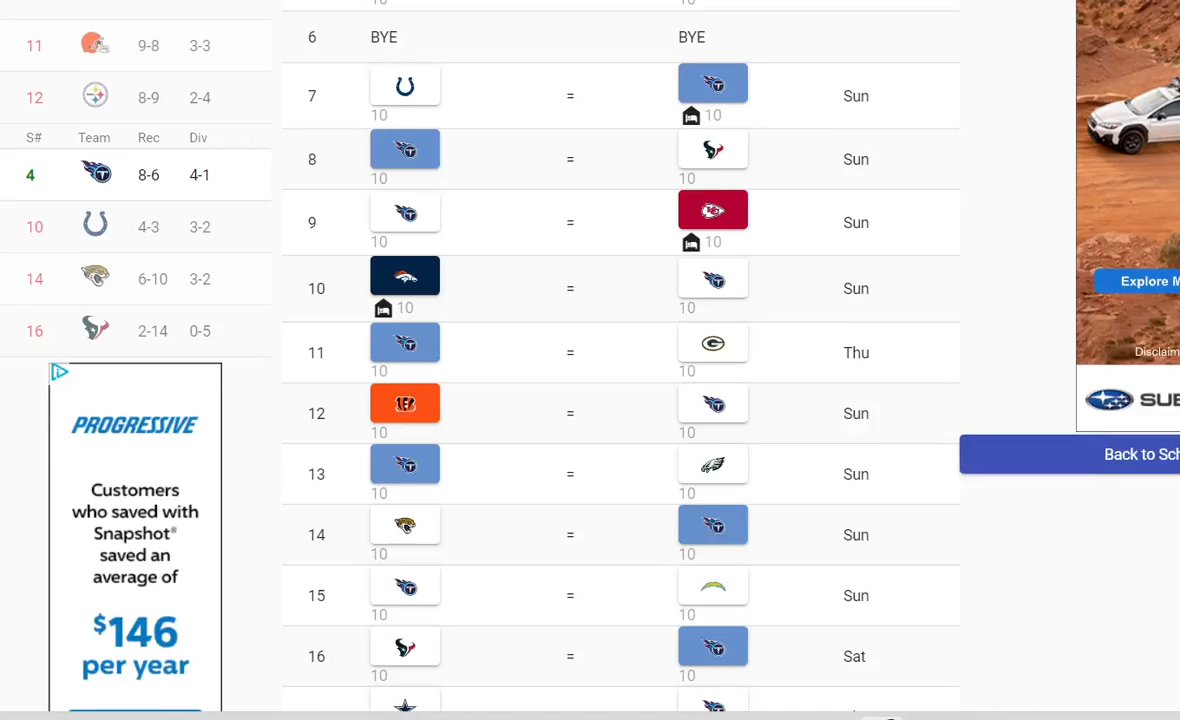 10 10
11 9-8 3-3
12 8-9 2-4
S# Team Rec Div
4 8-6 4-1
10 4-3 3-2
14 6-10 3-2
16 2-14 0-5
PROGRESSIVE
Customers
who saved with
Snapshot®
saved an
average of
$146
per year
6 BYE BYE
7 = Sun
10 10
8 = Sun
10 10
9 = Sun
10 10
10 = Sun
10 10
11 = Thu
10 10
12 = Sun
10 10
13 = Sun
10 10
14 = Sun
10 10
15 = Sun
10 10
16 = Sat
10 10
Explore M
Disclaim
SUB
Back to Sch